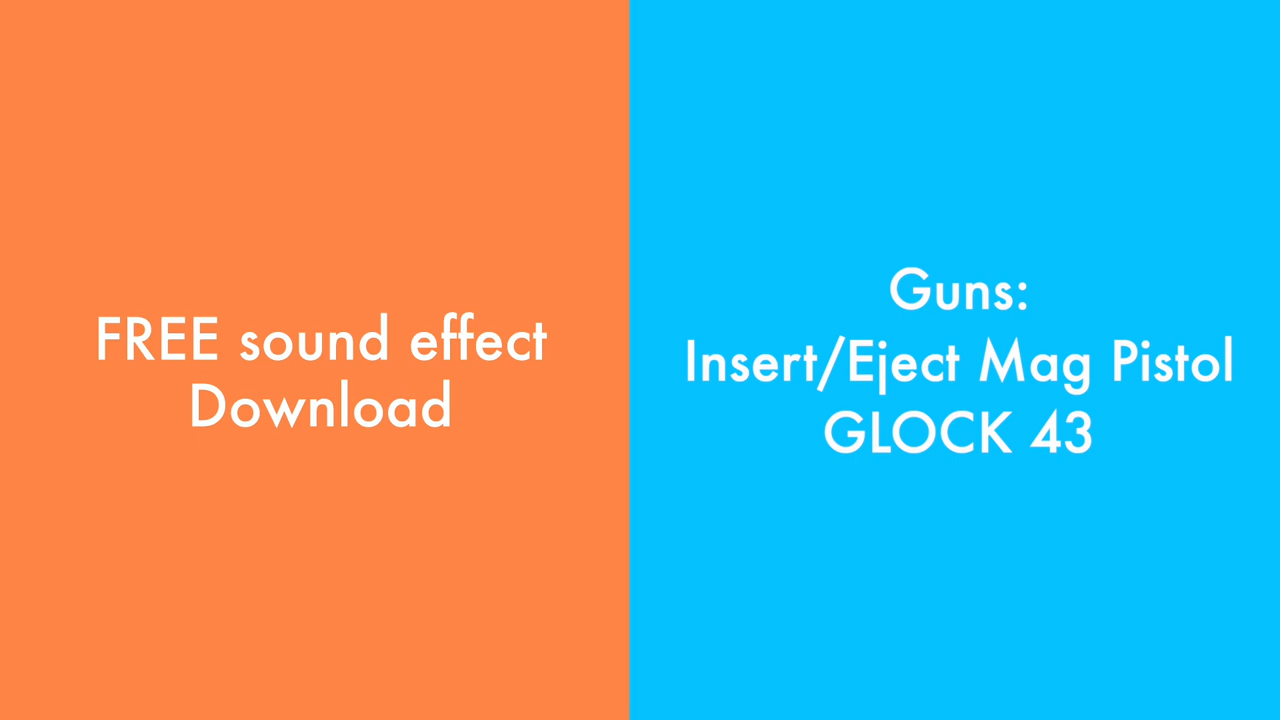 FREE sound effect
Download
Guns:
Insert/Eject Mag Pistol
GLOCK 43